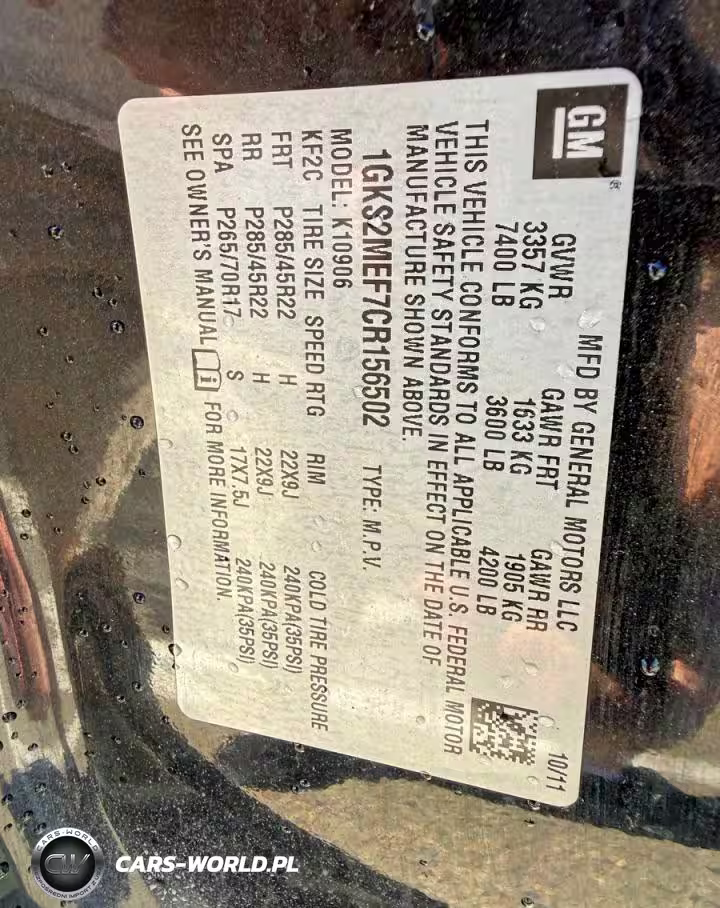 GM®
MFD BY GENERAL MOTORS LLC 10/11
GVWR GAWR FRT GAWR RR
3357 KG 1633 KG 1905 KG
7400 LB 3600 LB 4200 LB
THIS VEHICLE CONFORMS TO ALL APPLICABLE U.S. FEDERAL MOTOR
VEHICLE SAFETY STANDARDS IN EFFECT ON THE DATE OF
MANUFACTURE SHOWN ABOVE.
1GKS2MEF7CR156502 TYPE: M.P.V.
MODEL: K10906
KF2C TIRE SIZE SPEED RTG RIM COLD TIRE PRESSURE
FRT P285/45R22 H 22X9J 240KPA(35PSI)
RR P285/45R22 H 22X9J 240KPA(35PSI)
SPA P265/70R17 S 17X7.5J 240KPA(35PSI)
SEE OWNER'S MANUAL FOR MORE INFORMATION.
CARS-WORLD
CW
CARS-WORLD.PL